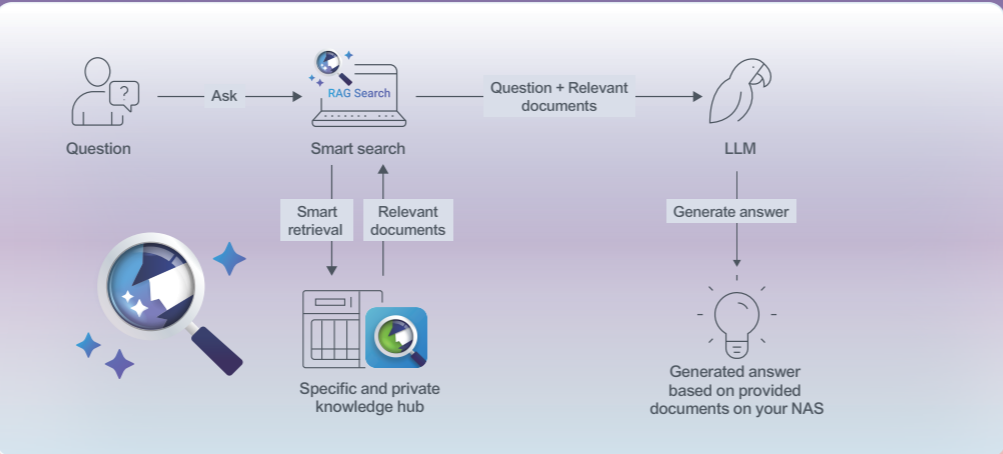 ?
Ask
RAG Search
Question + Relevant
documents
Question
Smart search
LLM
Smart
retrieval
Relevant
documents
Generate answer
Specific and private
knowledge hub
Generated answer
based on provided
documents on your NAS